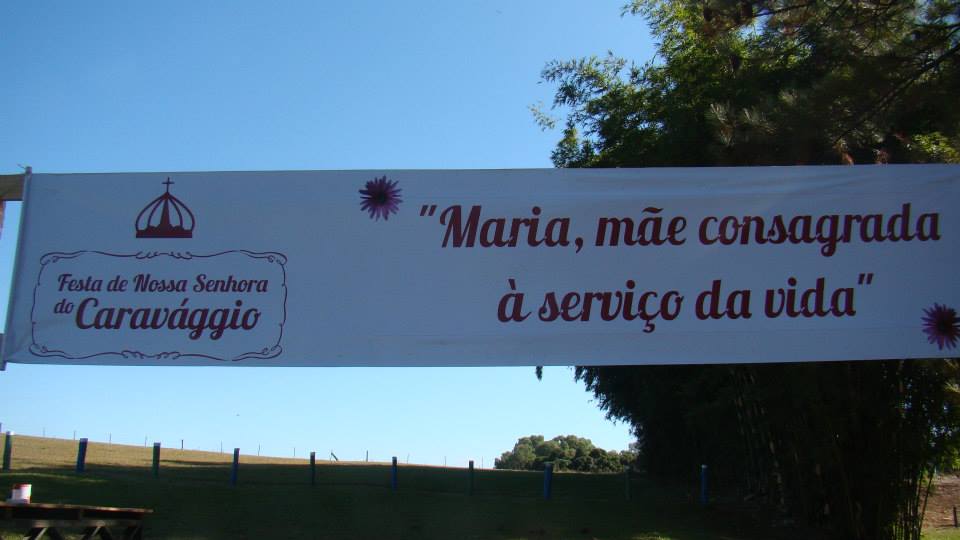 Festa de Nossa Senhora
do Caravággio
"Maria, mãe consagrada
à serviço da vida"